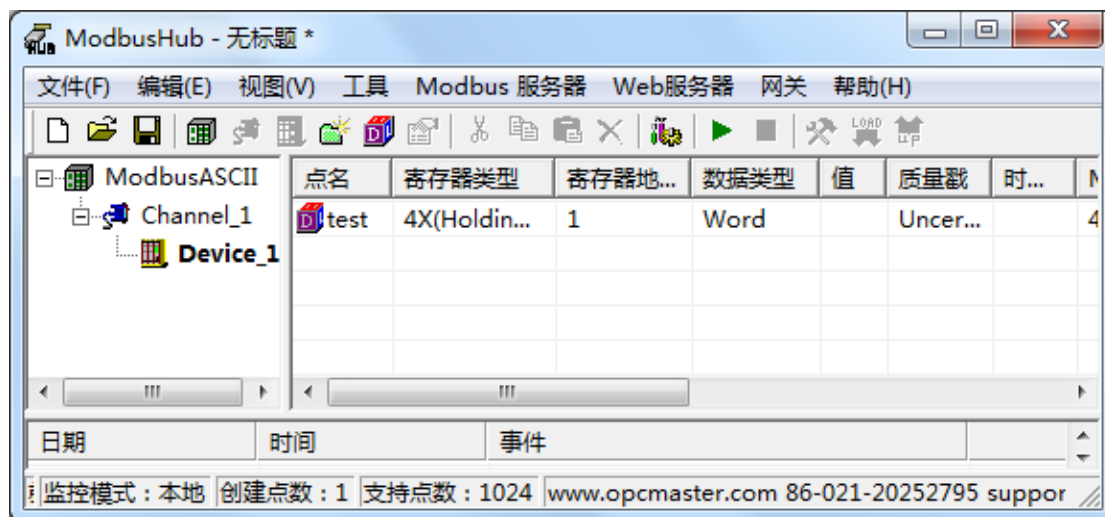 ModbusHub - 无标题 *
文件(F) 编辑(E) 视图(V) 工具 Modbus 服务器 Web服务器 网关 帮助(H)
LOAD
ModbusASCII
Channel_1
Device_1
点名 寄存器类型 寄存器地... 数据类型 值 质量戳 时...
test 4X(Holdin... 1 Word Uncer... 4
日期 时间 事件
监控模式：本地 创建点数：1 支持点数：1024 www.opcmaster.com 86-021-20252795 suppor